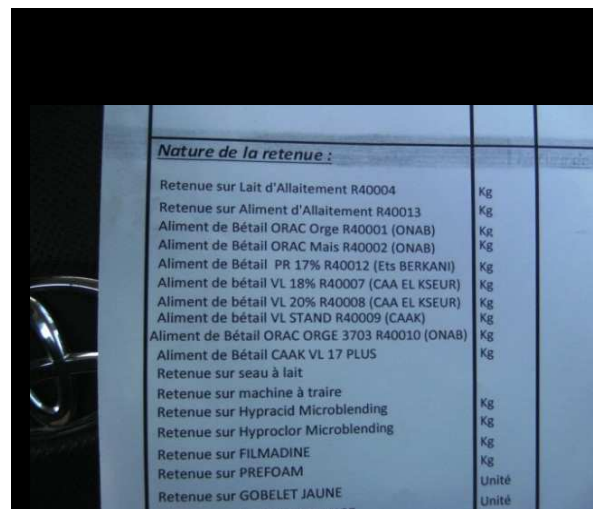 Nature de la retenue :
Retenue sur Lait d'Allaitement R40004 Kg
Retenue sur Aliment d'Allaitement R40013 Kg
Aliment de Bétail ORAC Orge R40001 (ONAB) Kg
Aliment de Bétail ORAC Mais R40002 (ONAB) Kg
Aliment de Bétail PR 17% R40012 (Ets BERKANI) Kg
Aliment de bétail VL 18% R40007 (CAA EL KSEUR) Kg
Aliment de bétail VL 20% R40008 (CAA EL KSEUR) Kg
Aliment de bétail VL STAND R40009 (CAAK) Kg
Aliment de Bétail ORAC ORGE 3703 R40010 (ONAB) Kg
Aliment de Bétail CAAK VL 17 PLUS Kg
Retenue sur seau à lait
Retenue sur machine à traire
Retenue sur Hypracid Microblending Kg
Retenue sur Hyproclor Microblending Kg
Retenue sur FILMADINE Kg
Retenue sur PREFOAM Kg
Retenue sur GOBELET JAUNE Unité
Unité